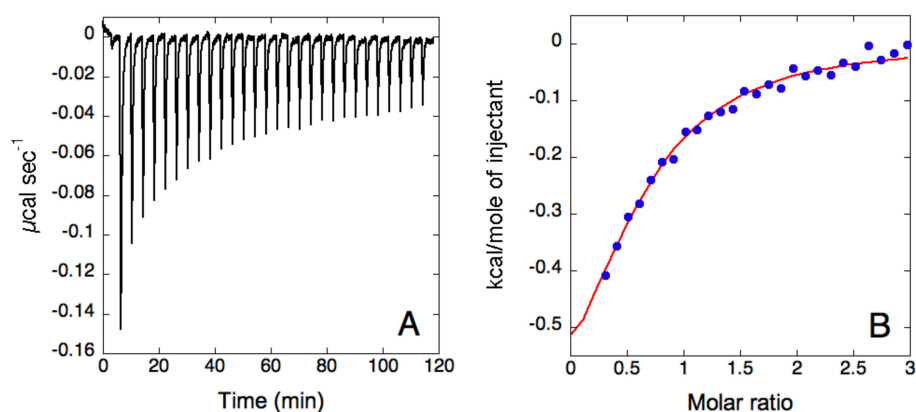 0
-0.02
-0.04
-0.06
-0.08
-0.1
-0.12
-0.14
-0.16
µcal sec⁻¹
0 20 40 60 80 100 120
Time (min)
A
0
-0.1
-0.2
-0.3
-0.4
-0.5
kcal/mole of injectant
0 0.5 1 1.5 2 2.5 3
Molar ratio
B